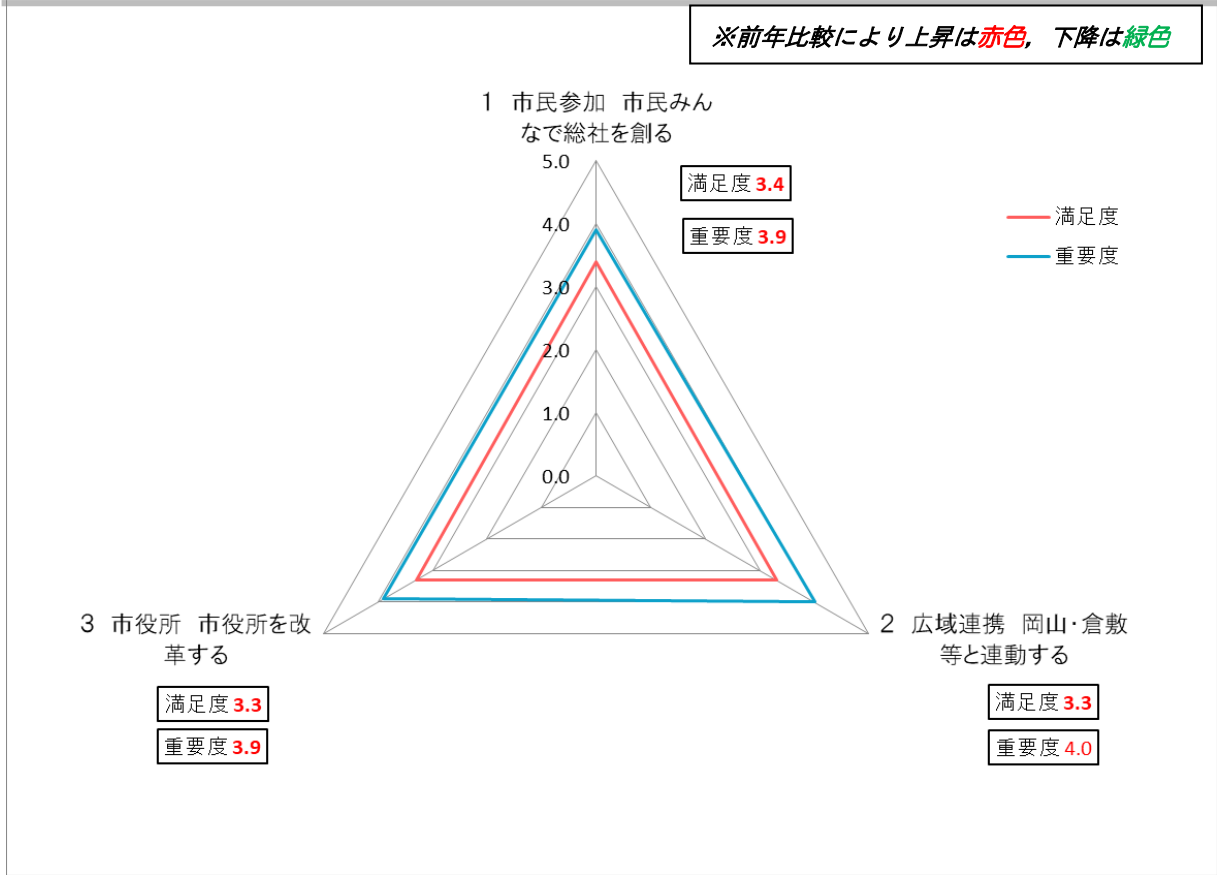 ※前年比較により上昇は赤色，下降は緑色
1　市民参加　市民みん
なで総社を創る
5.0
満足度 3.4
満足度
4.0
重要度 3.9
重要度
3.0
2.0
1.0
0.0
3　市役所　市役所を改
革する
2　広域連携　岡山・倉敷
等と連動する
満足度 3.3
満足度 3.3
重要度 3.9
重要度 4.0